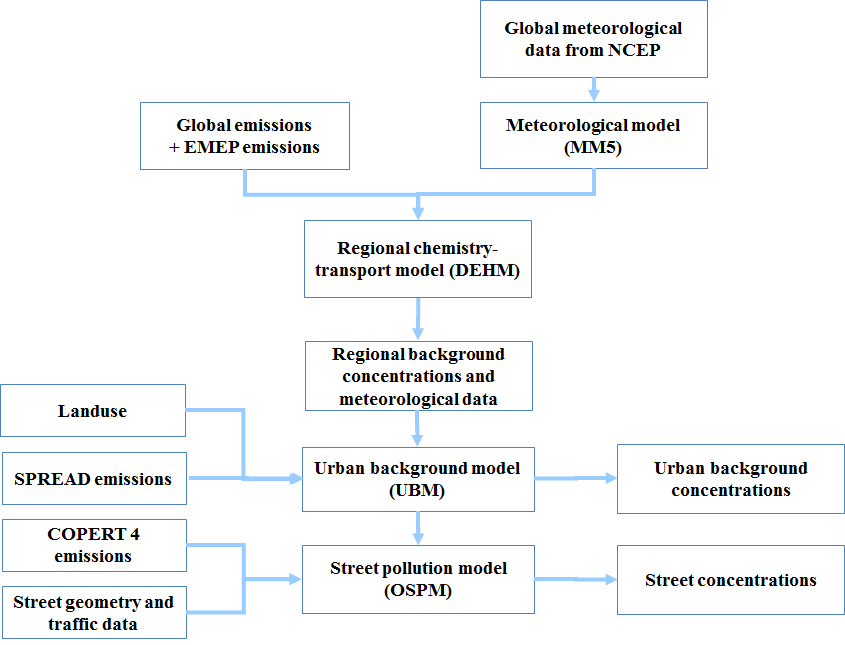 Global meteorological
data from NCEP
Global emissions
+ EMEP emissions
Meteorological model
(MM5)
Regional chemistry-
transport model (DEHM)
Regional background
concentrations and
meteorological data
Landuse
SPREAD emissions
Urban background model
(UBM)
Urban background
concentrations
COPERT 4
emissions
Street geometry and
traffic data
Street pollution model
(OSPM)
Street concentrations